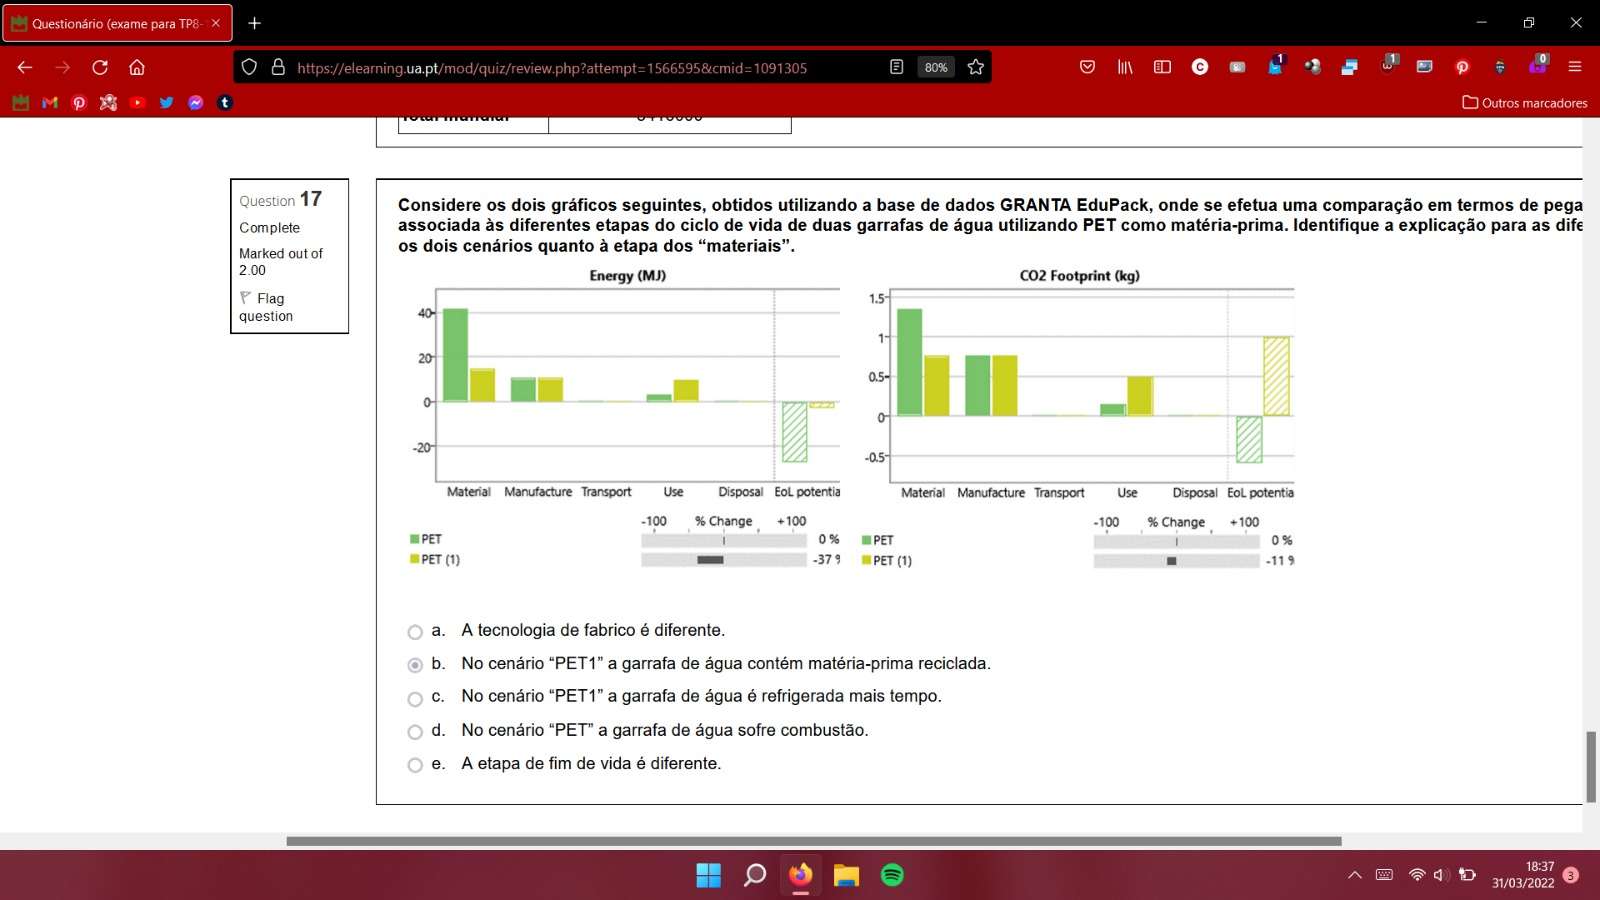 Questionário (exame para TP8-
https://elearning.ua.pt/mod/quiz/review.php?attempt=1566595&cmid=1091305
80%
1
1
0
Outros marcadores
Total mundial
Question 17
Complete
Marked out of
2.00
Flag
question
Considere os dois gráficos seguintes, obtidos utilizando a base de dados GRANTA EduPack, onde se efetua uma comparação em termos de pega
associada às diferentes etapas do ciclo de vida de duas garrafas de água utilizando PET como matéria-prima. Identifique a explicação para as dife
os dois cenários quanto à etapa dos “materiais”.
Energy (MJ)
40
20
0
-20
Material Manufacture Transport Use Disposal EoL potentia
-100 % Change +100
PET 0 %
PET (1) -37 %
CO2 Footprint (kg)
1.5
1
0.5
0
-0.5
Material Manufacture Transport Use Disposal EoL potentia
-100 % Change +100
PET 0 %
PET (1) -11 %
a. A tecnologia de fabrico é diferente.
b. No cenário “PET1” a garrafa de água contém matéria-prima reciclada.
c. No cenário “PET1” a garrafa de água é refrigerada mais tempo.
d. No cenário “PET” a garrafa de água sofre combustão.
e. A etapa de fim de vida é diferente.
18:37
31/03/2022
3